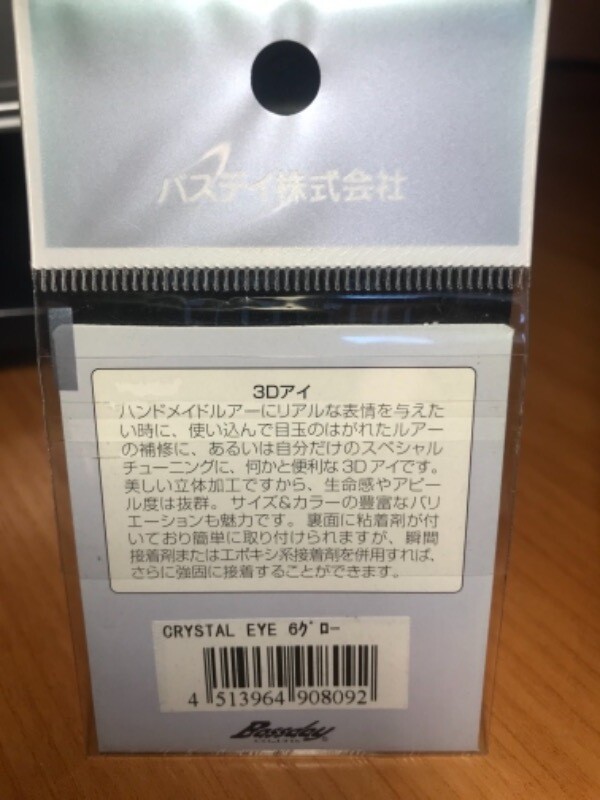 バスデイ株式会社
3Dアイ
ハンドメイドルアーにリアルな表情を与えた
い時に、使い込んで目玉のはがれたルアー
の補修に、あるいは自分だけのスペシャル
チューニングに、何かと便利な3Dアイです。
美しい立体加工ですから、生命感やアピー
ル度は抜群。サイズ&カラーの豊富なバリ
エーションも魅力です。裏面に粘着剤が付
いており簡単に取り付けられますが、瞬間
接着剤またはエポキシ系接着剤を併用すれば、
さらに強固に接着することができます。
CRYSTAL EYE 6グロー
4 513964 908092
Bassday